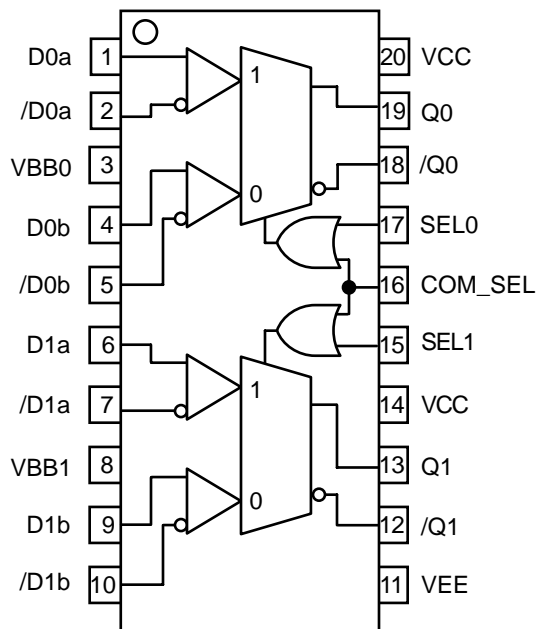 D0a 1 1 20 VCC
/D0a 2 19 Q0
VBB0 3 18 /Q0
D0b 4 0 17 SEL0
/D0b 5 16 COM_SEL
D1a 6 15 SEL1
/D1a 7 1 14 VCC
VBB1 8 13 Q1
D1b 9 0 12 /Q1
/D1b 10 11 VEE